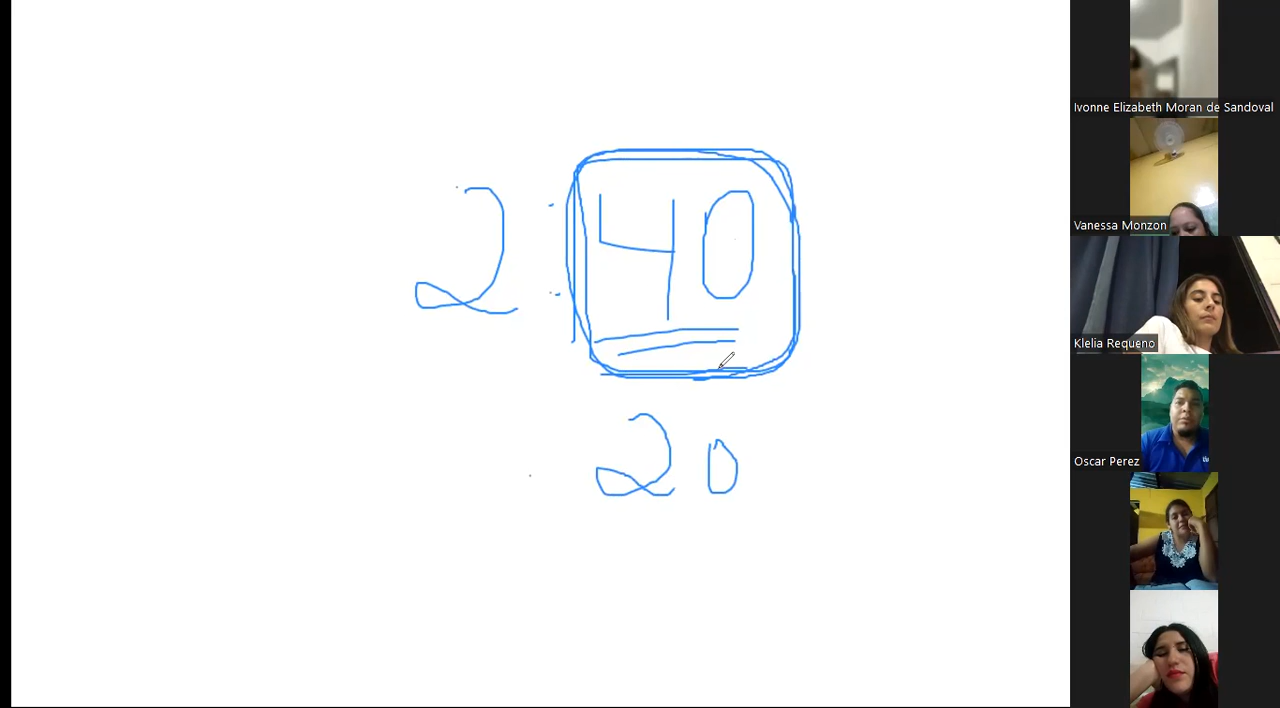 2:40
20
Ivonne Elizabeth Moran de Sandoval
Vanessa Monzon
Klelia Requeno
Oscar Perez